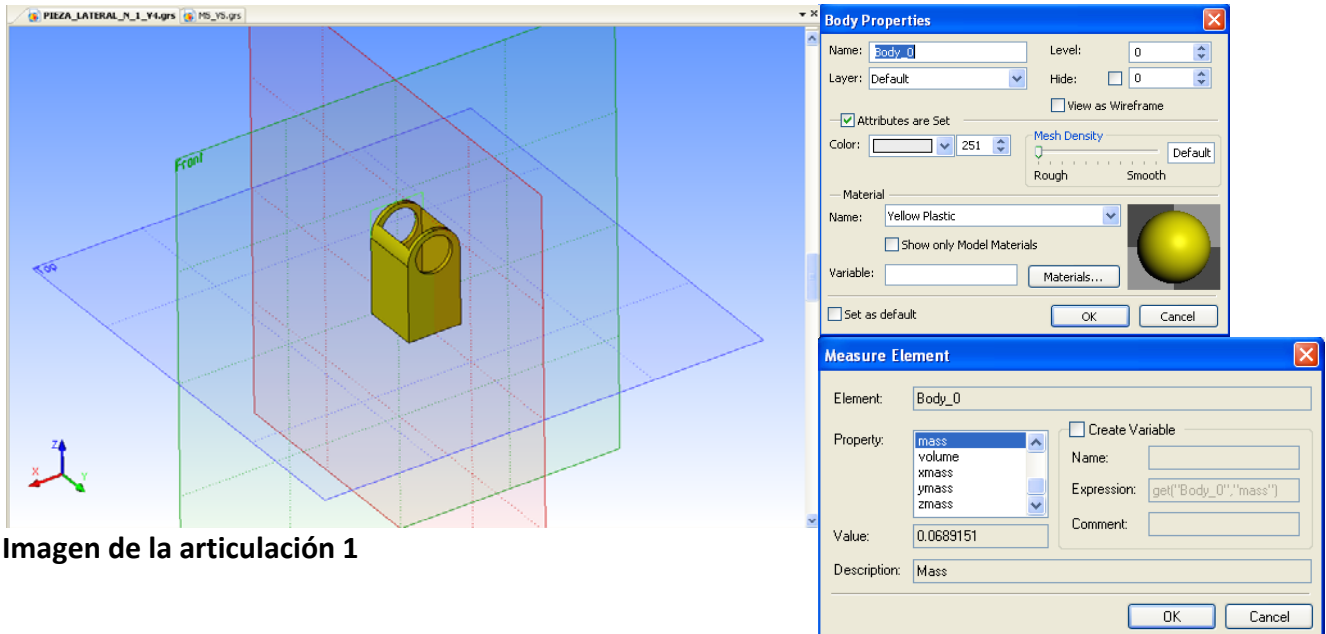 PIEZA_LATERAL_N_1_Y4.grs M5_Y5.grs
Front
Top
Z
X
Y
Imagen de la articulación 1
Body Properties
Name: Body_0 Level: 0
Layer: Default Hide: 0
View as Wireframe
Attributes are Set
Color: 251
Mesh Density
Default
Rough Smooth
Material
Name: Yellow Plastic
Show only Model Materials
Variable: Materials...
Set as default OK Cancel
Measure Element
Element: Body_0
Property: mass
volume
xmass
ymass
zmass
Create Variable
Name:
Expression: get("Body_0","mass")
Comment:
Value: 0.0689151
Description: Mass
OK Cancel